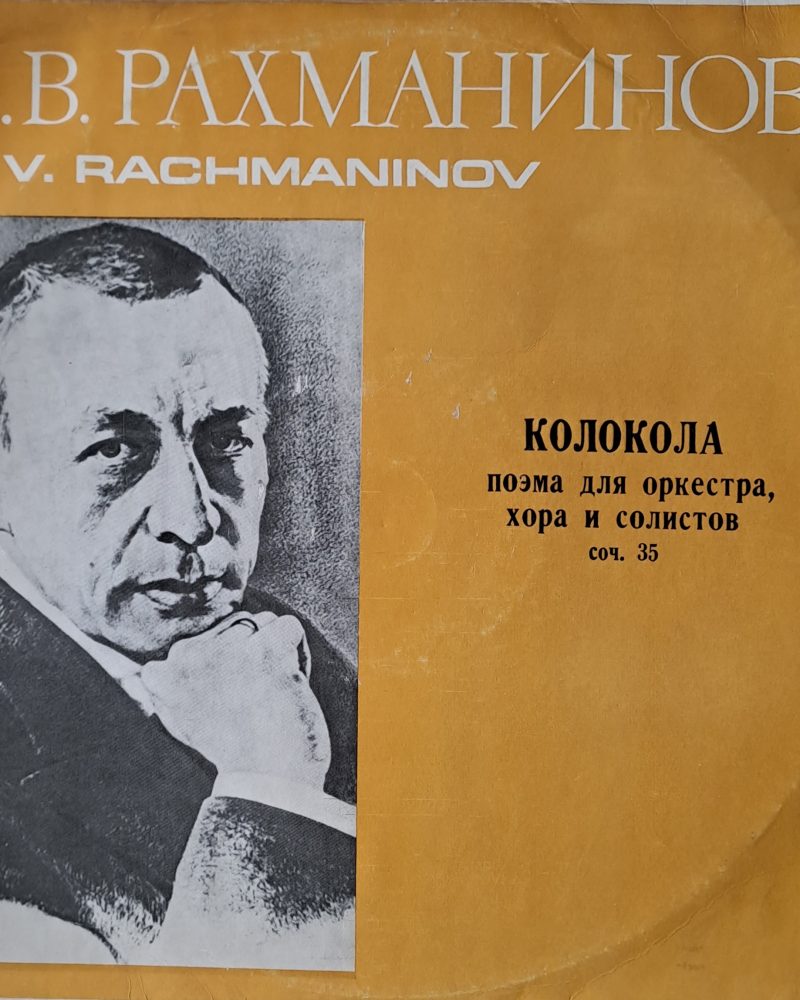 .В. РАХМАНИНОВ
V. RACHMANINOV
КОЛОКОЛА
поэма для оркестра,
хора и солистов
соч. 35